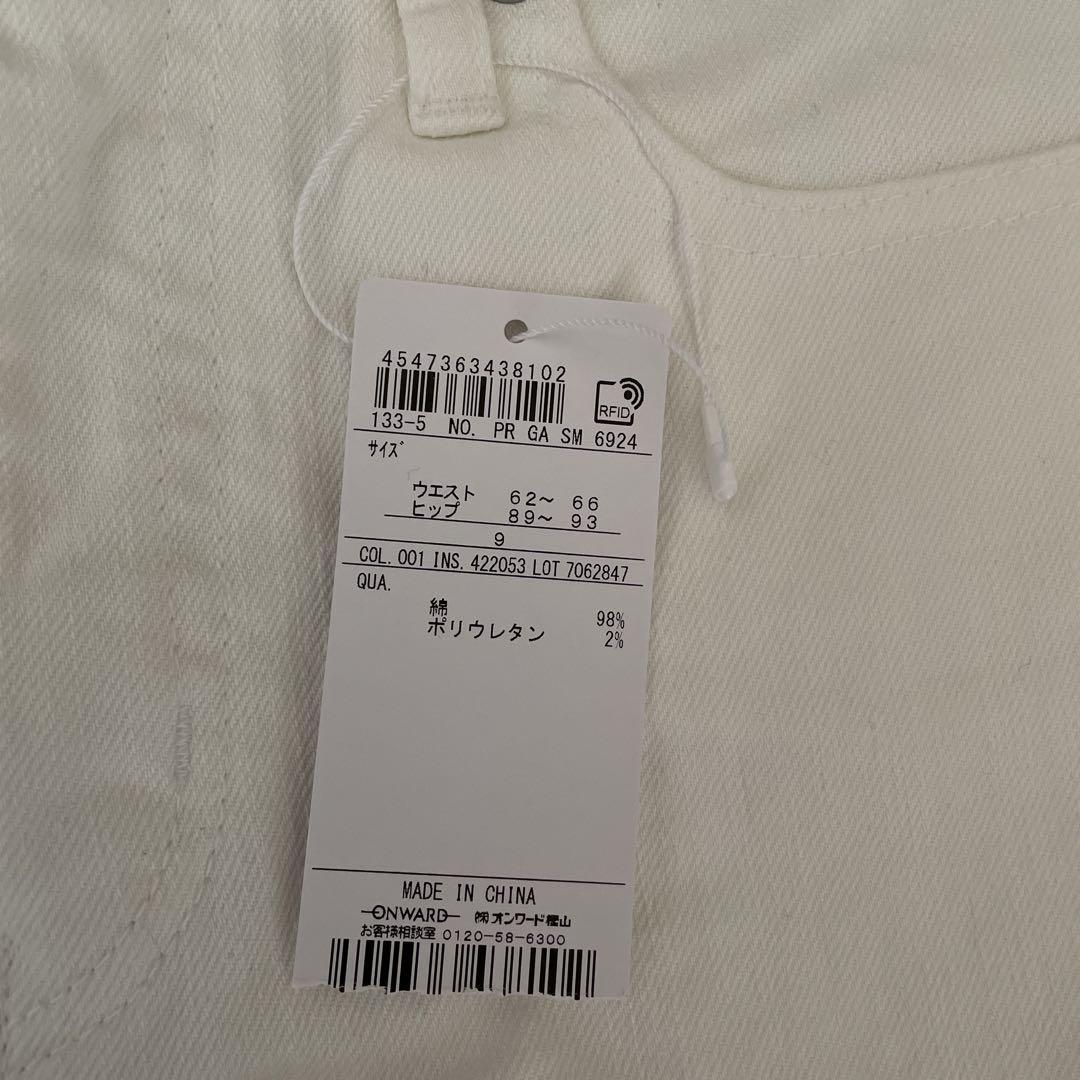 4547363438102
RFID
133-5 NO. PR GA SM 6924
サイズ
ウエスト 62～ 66
ヒップ 89～ 93
9
COL. 001 INS. 422053 LOT 7062847
QUA.
綿 98%
ポリウレタン 2%
MADE IN CHINA
ONWARD ㈱オンワード樫山
お客様相談室 0120-58-6300